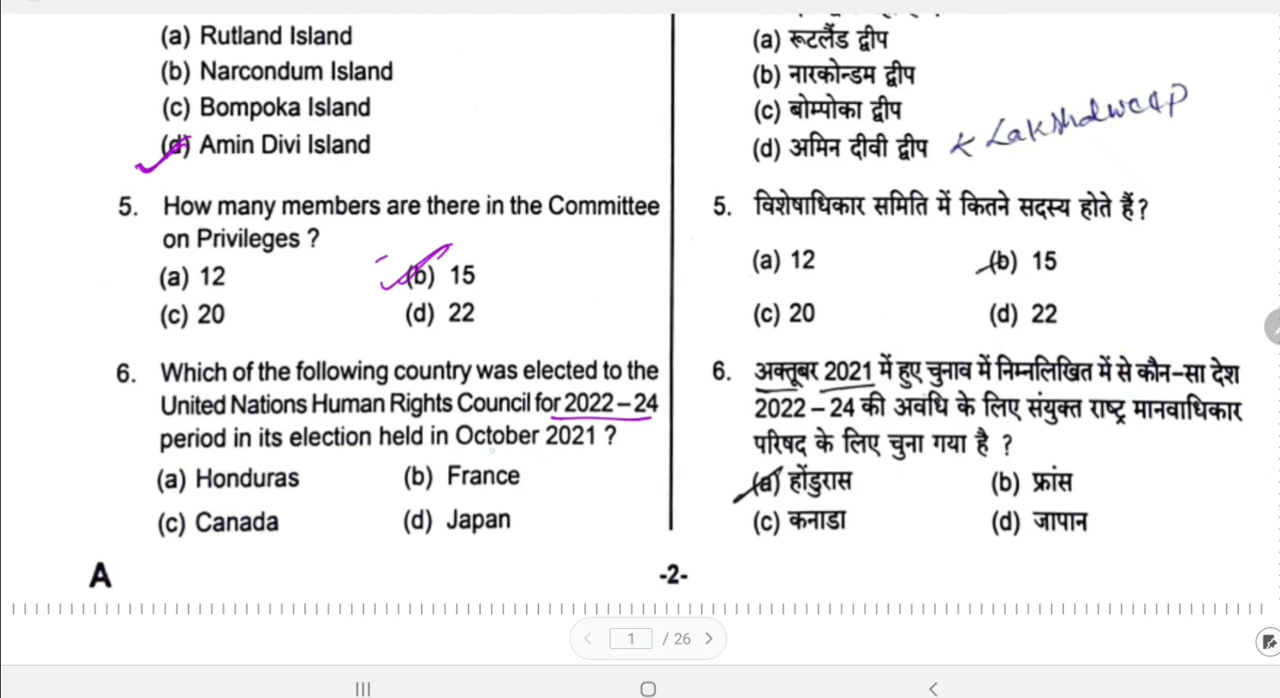 (a) Rutland Island
(b) Narcondum Island
(c) Bompoka Island
(d) Amin Divi Island
5. How many members are there in the Committee
on Privileges ?
(a) 12 (b) 15
(c) 20 (d) 22
6. Which of the following country was elected to the
United Nations Human Rights Council for 2022 – 24
period in its election held in October 2021 ?
(a) Honduras (b) France
(c) Canada (d) Japan
(a) रूटलैंड द्वीप
(b) नारकोन्डम द्वीप
(c) बोम्पोका द्वीप
(d) अमिन दीवी द्वीप Lakshdweep
5. विशेषाधिकार समिति में कितने सदस्य होते हैं?
(a) 12 (b) 15
(c) 20 (d) 22
6. अक्तूबर 2021 में हुए चुनाव में निम्नलिखित में से कौन-सा देश
2022 – 24 की अवधि के लिए संयुक्त राष्ट्र मानवाधिकार
परिषद के लिए चुना गया है ?
(a) होंडुरास (b) फ्रांस
(c) कनाडा (d) जापान
A -2-
1 / 26